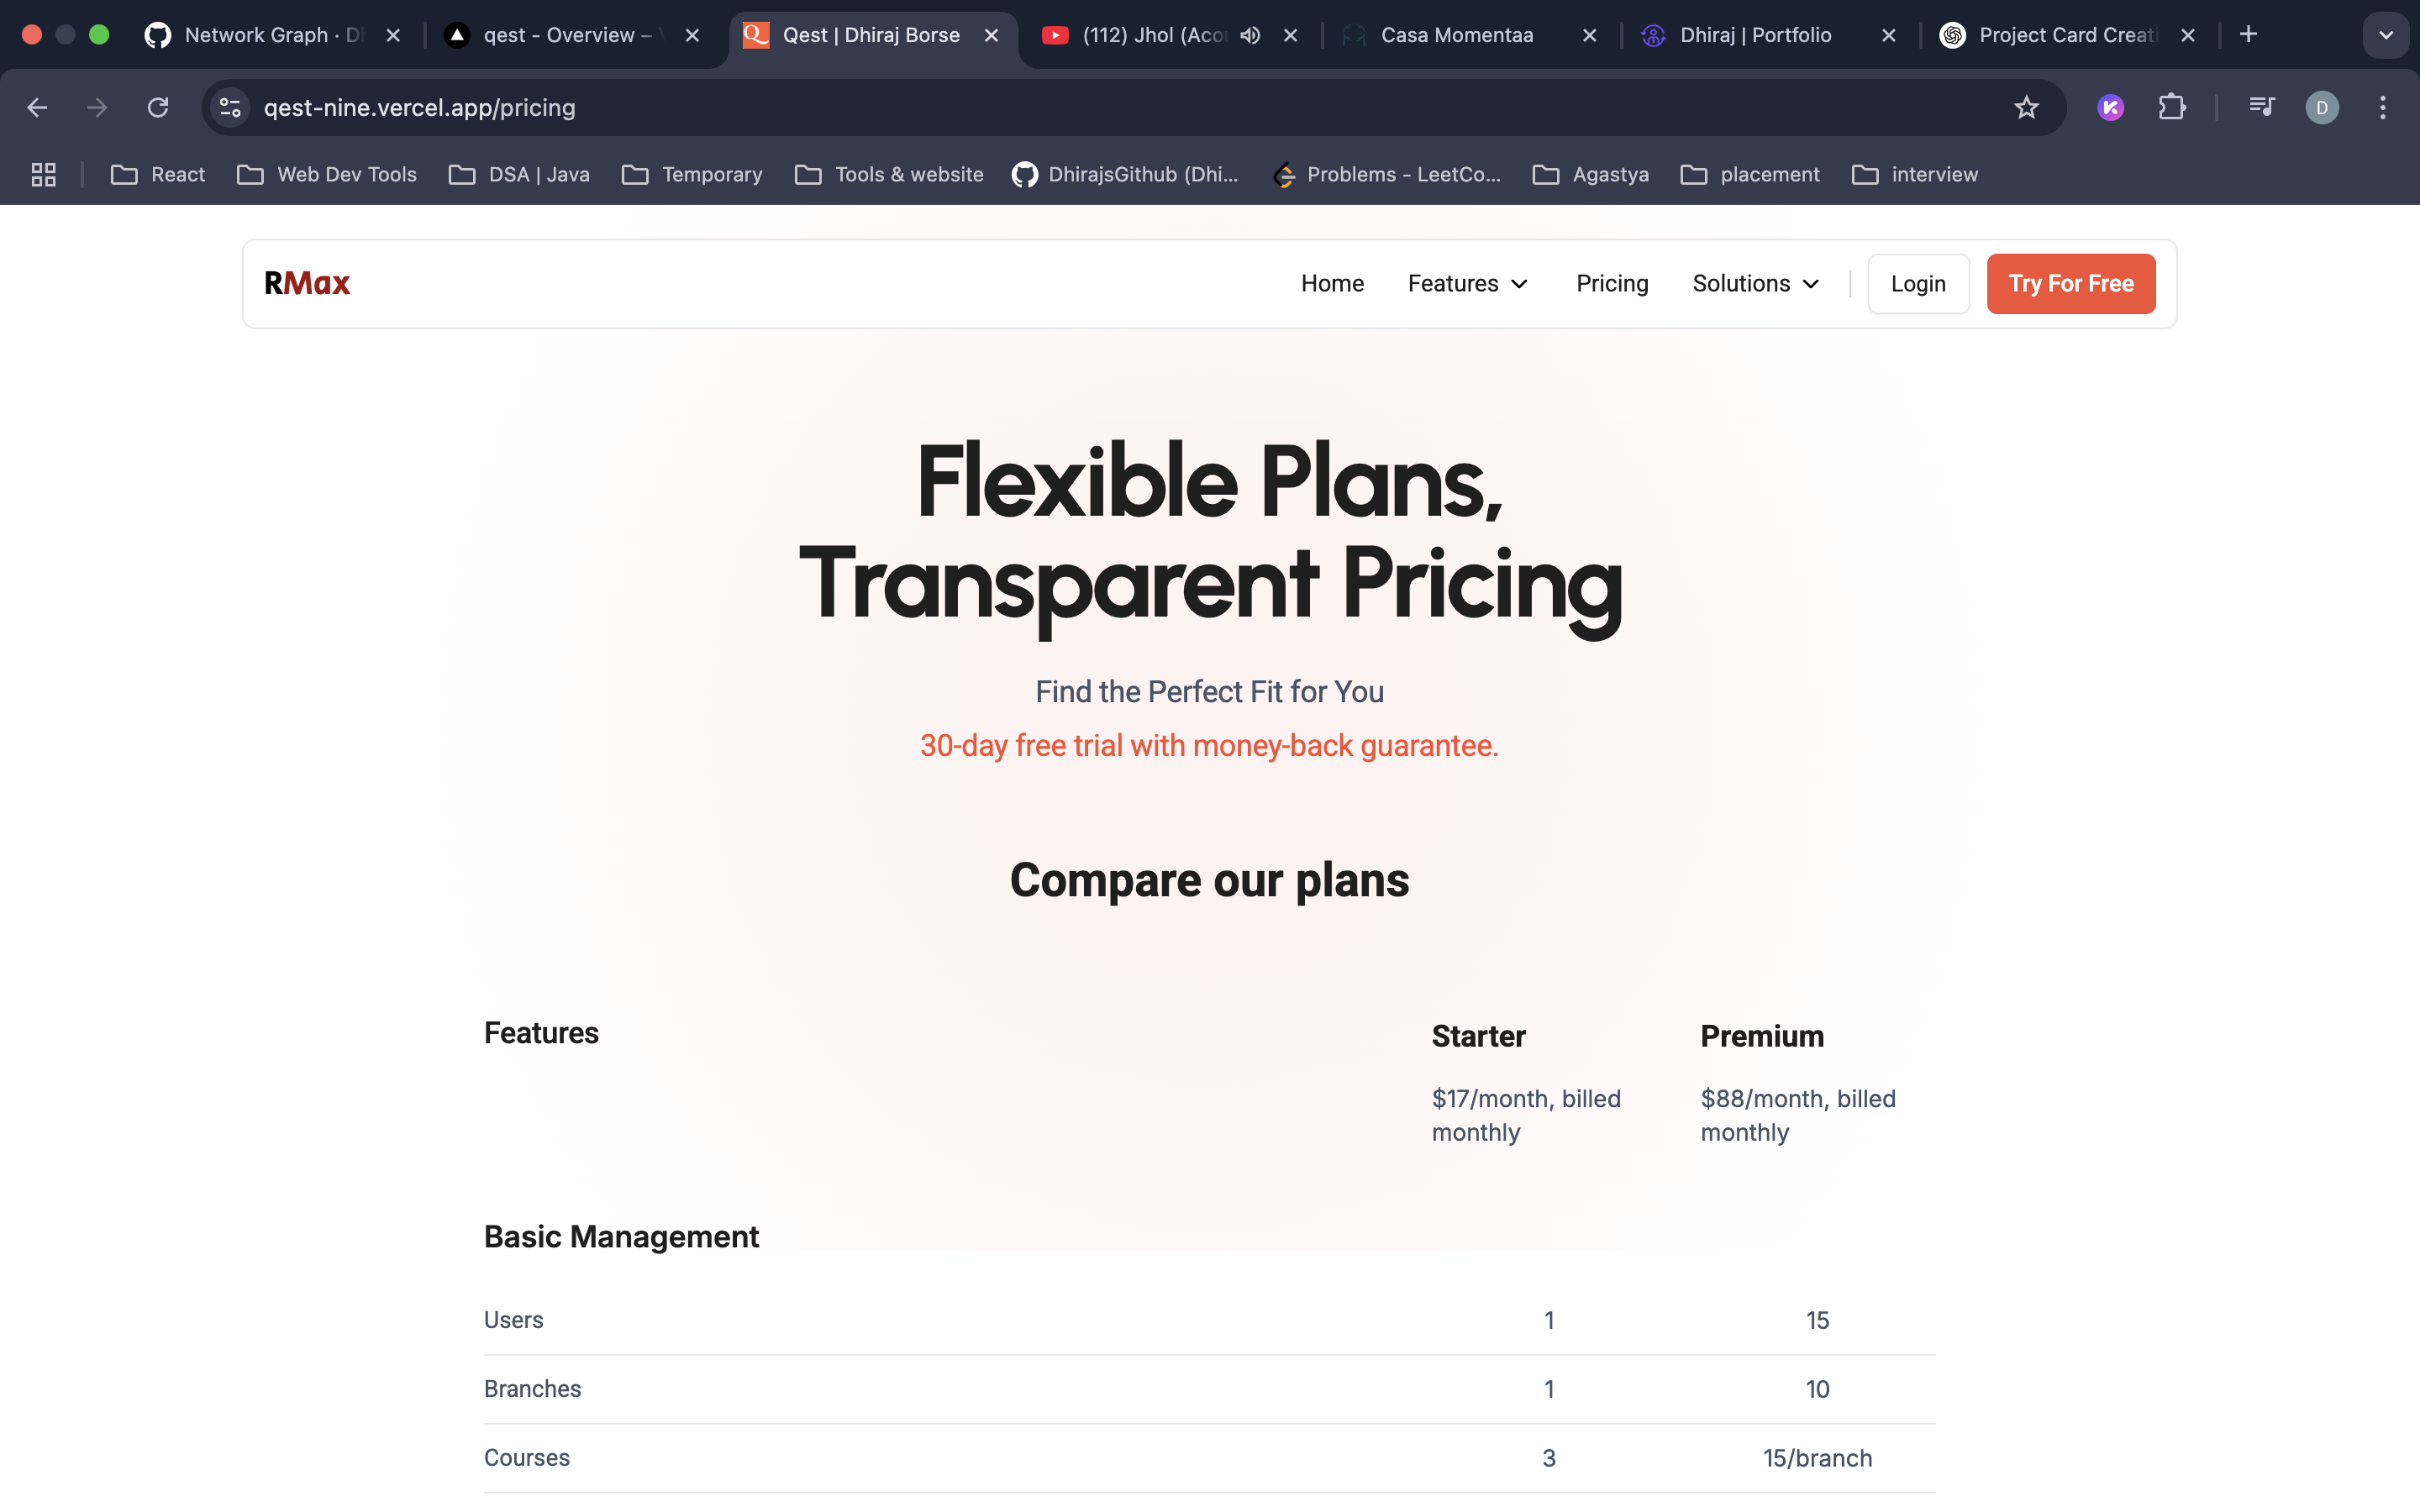 Network Graph · D
qest - Overview –
Qest | Dhiraj Borse
(112) Jhol (Aco
Casa Momentaa
Dhiraj | Portfolio
Project Card Creati
qest-nine.vercel.app/pricing
D
React
Web Dev Tools
DSA | Java
Temporary
Tools & website
DhirajsGithub (Dhi...
Problems - LeetCo...
Agastya
placement
interview
RMax
Home
Features
Pricing
Solutions
Login
Try For Free
Flexible Plans,
Transparent Pricing
Find the Perfect Fit for You
30-day free trial with money-back guarantee.
Compare our plans
Features
Starter
Premium
$17/month, billed
monthly
$88/month, billed
monthly
Basic Management
Users 1 15
Branches 1 10
Courses 3 15/branch